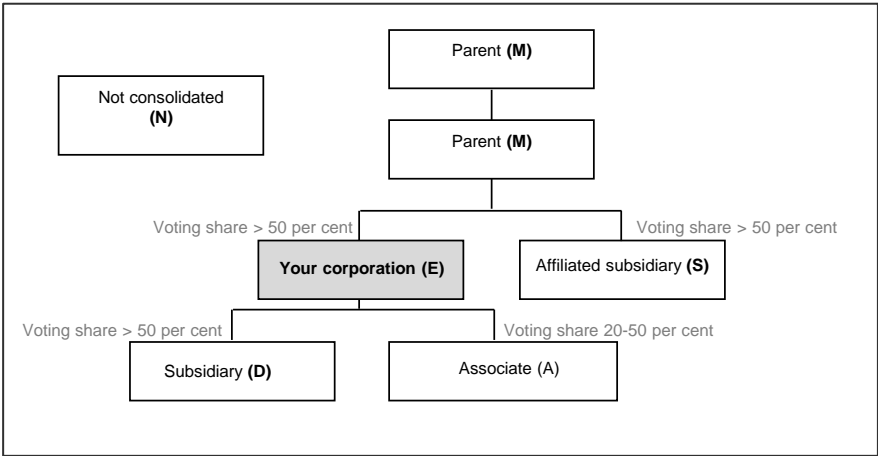 Parent (M)
Not consolidated
(N)
Parent (M)
Voting share > 50 per cent
Voting share > 50 per cent
Your corporation (E)
Affiliated subsidiary (S)
Voting share > 50 per cent
Voting share 20-50 per cent
Subsidiary (D)
Associate (A)